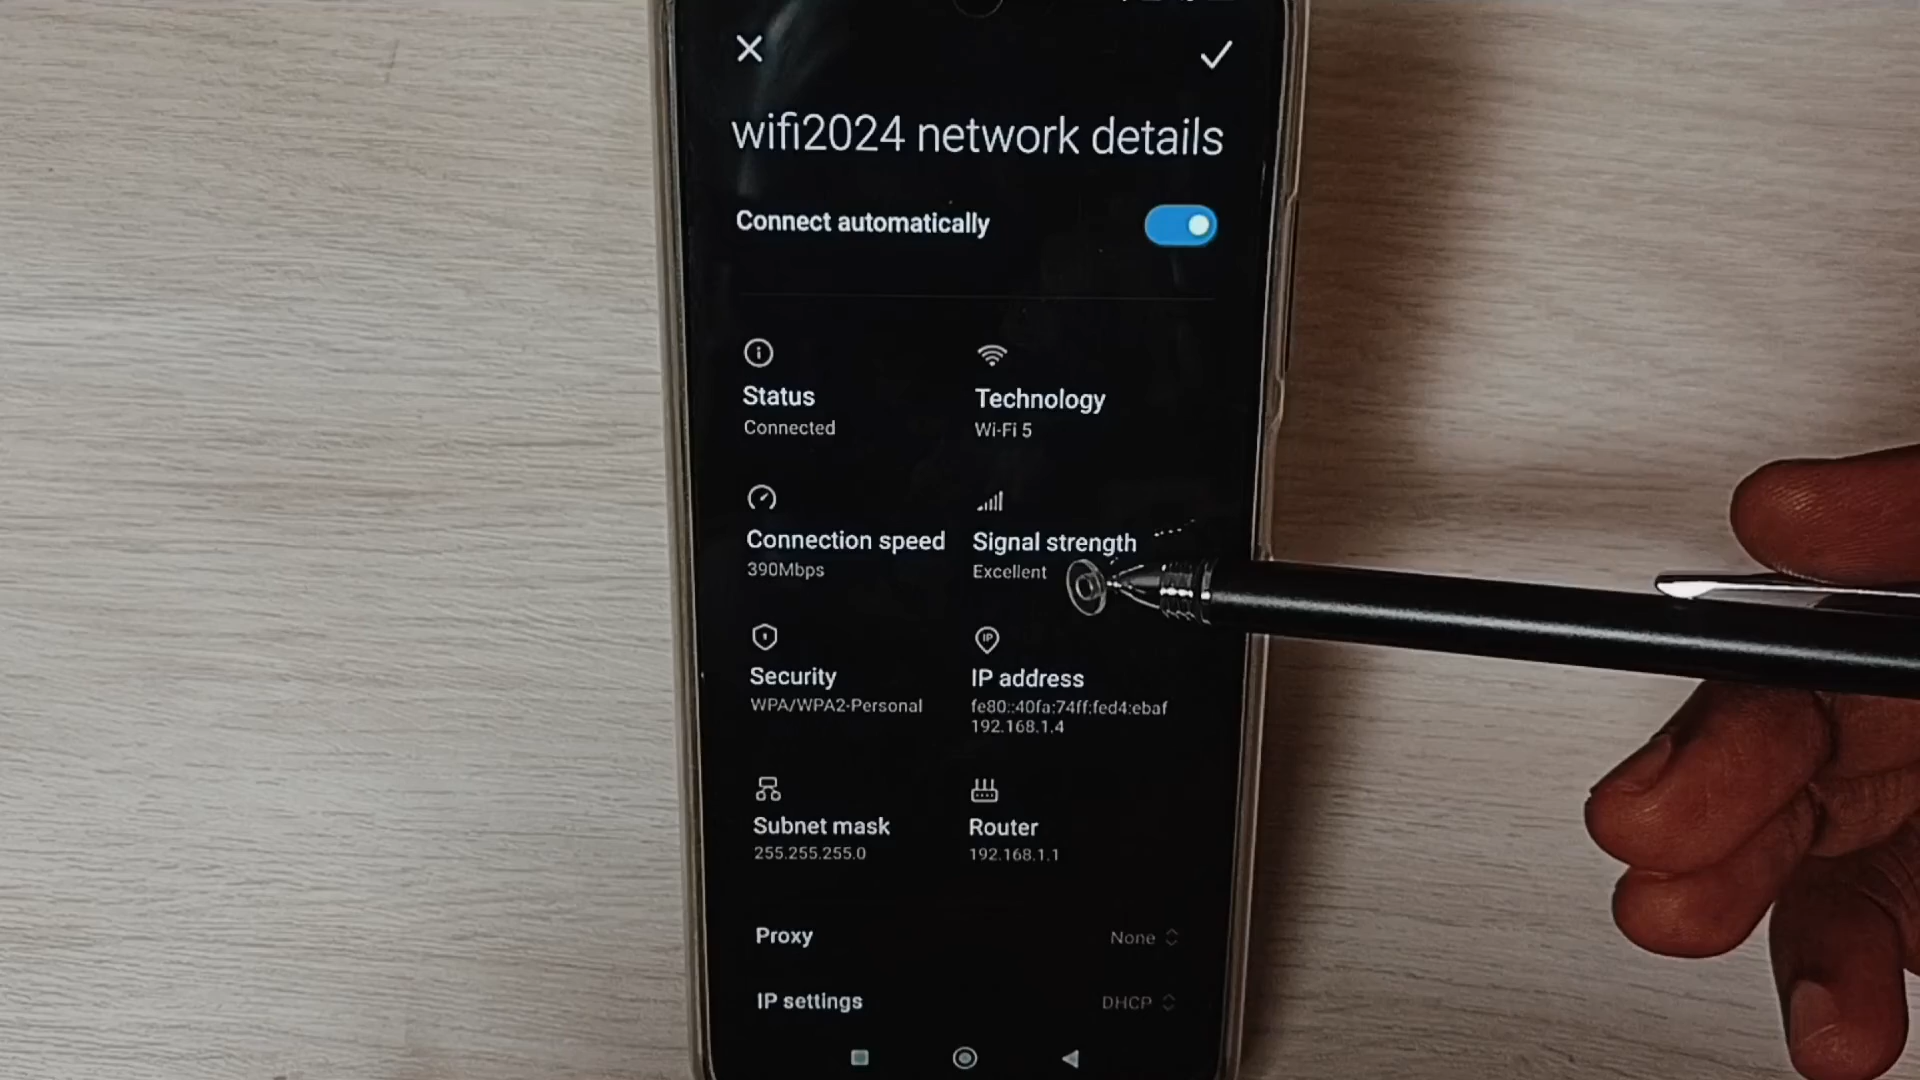 wifi2024 network details
Connect automatically
Status
Connected
Technology
Wi-Fi 5
Connection speed
390Mbps
Signal strength
Excellent
Security
WPA/WPA2-Personal
IP address
fe80::40fa:74ff:fed4:ebaf
192.168.1.4
Subnet mask
255.255.255.0
Router
192.168.1.1
Proxy
None
IP settings
DHCP